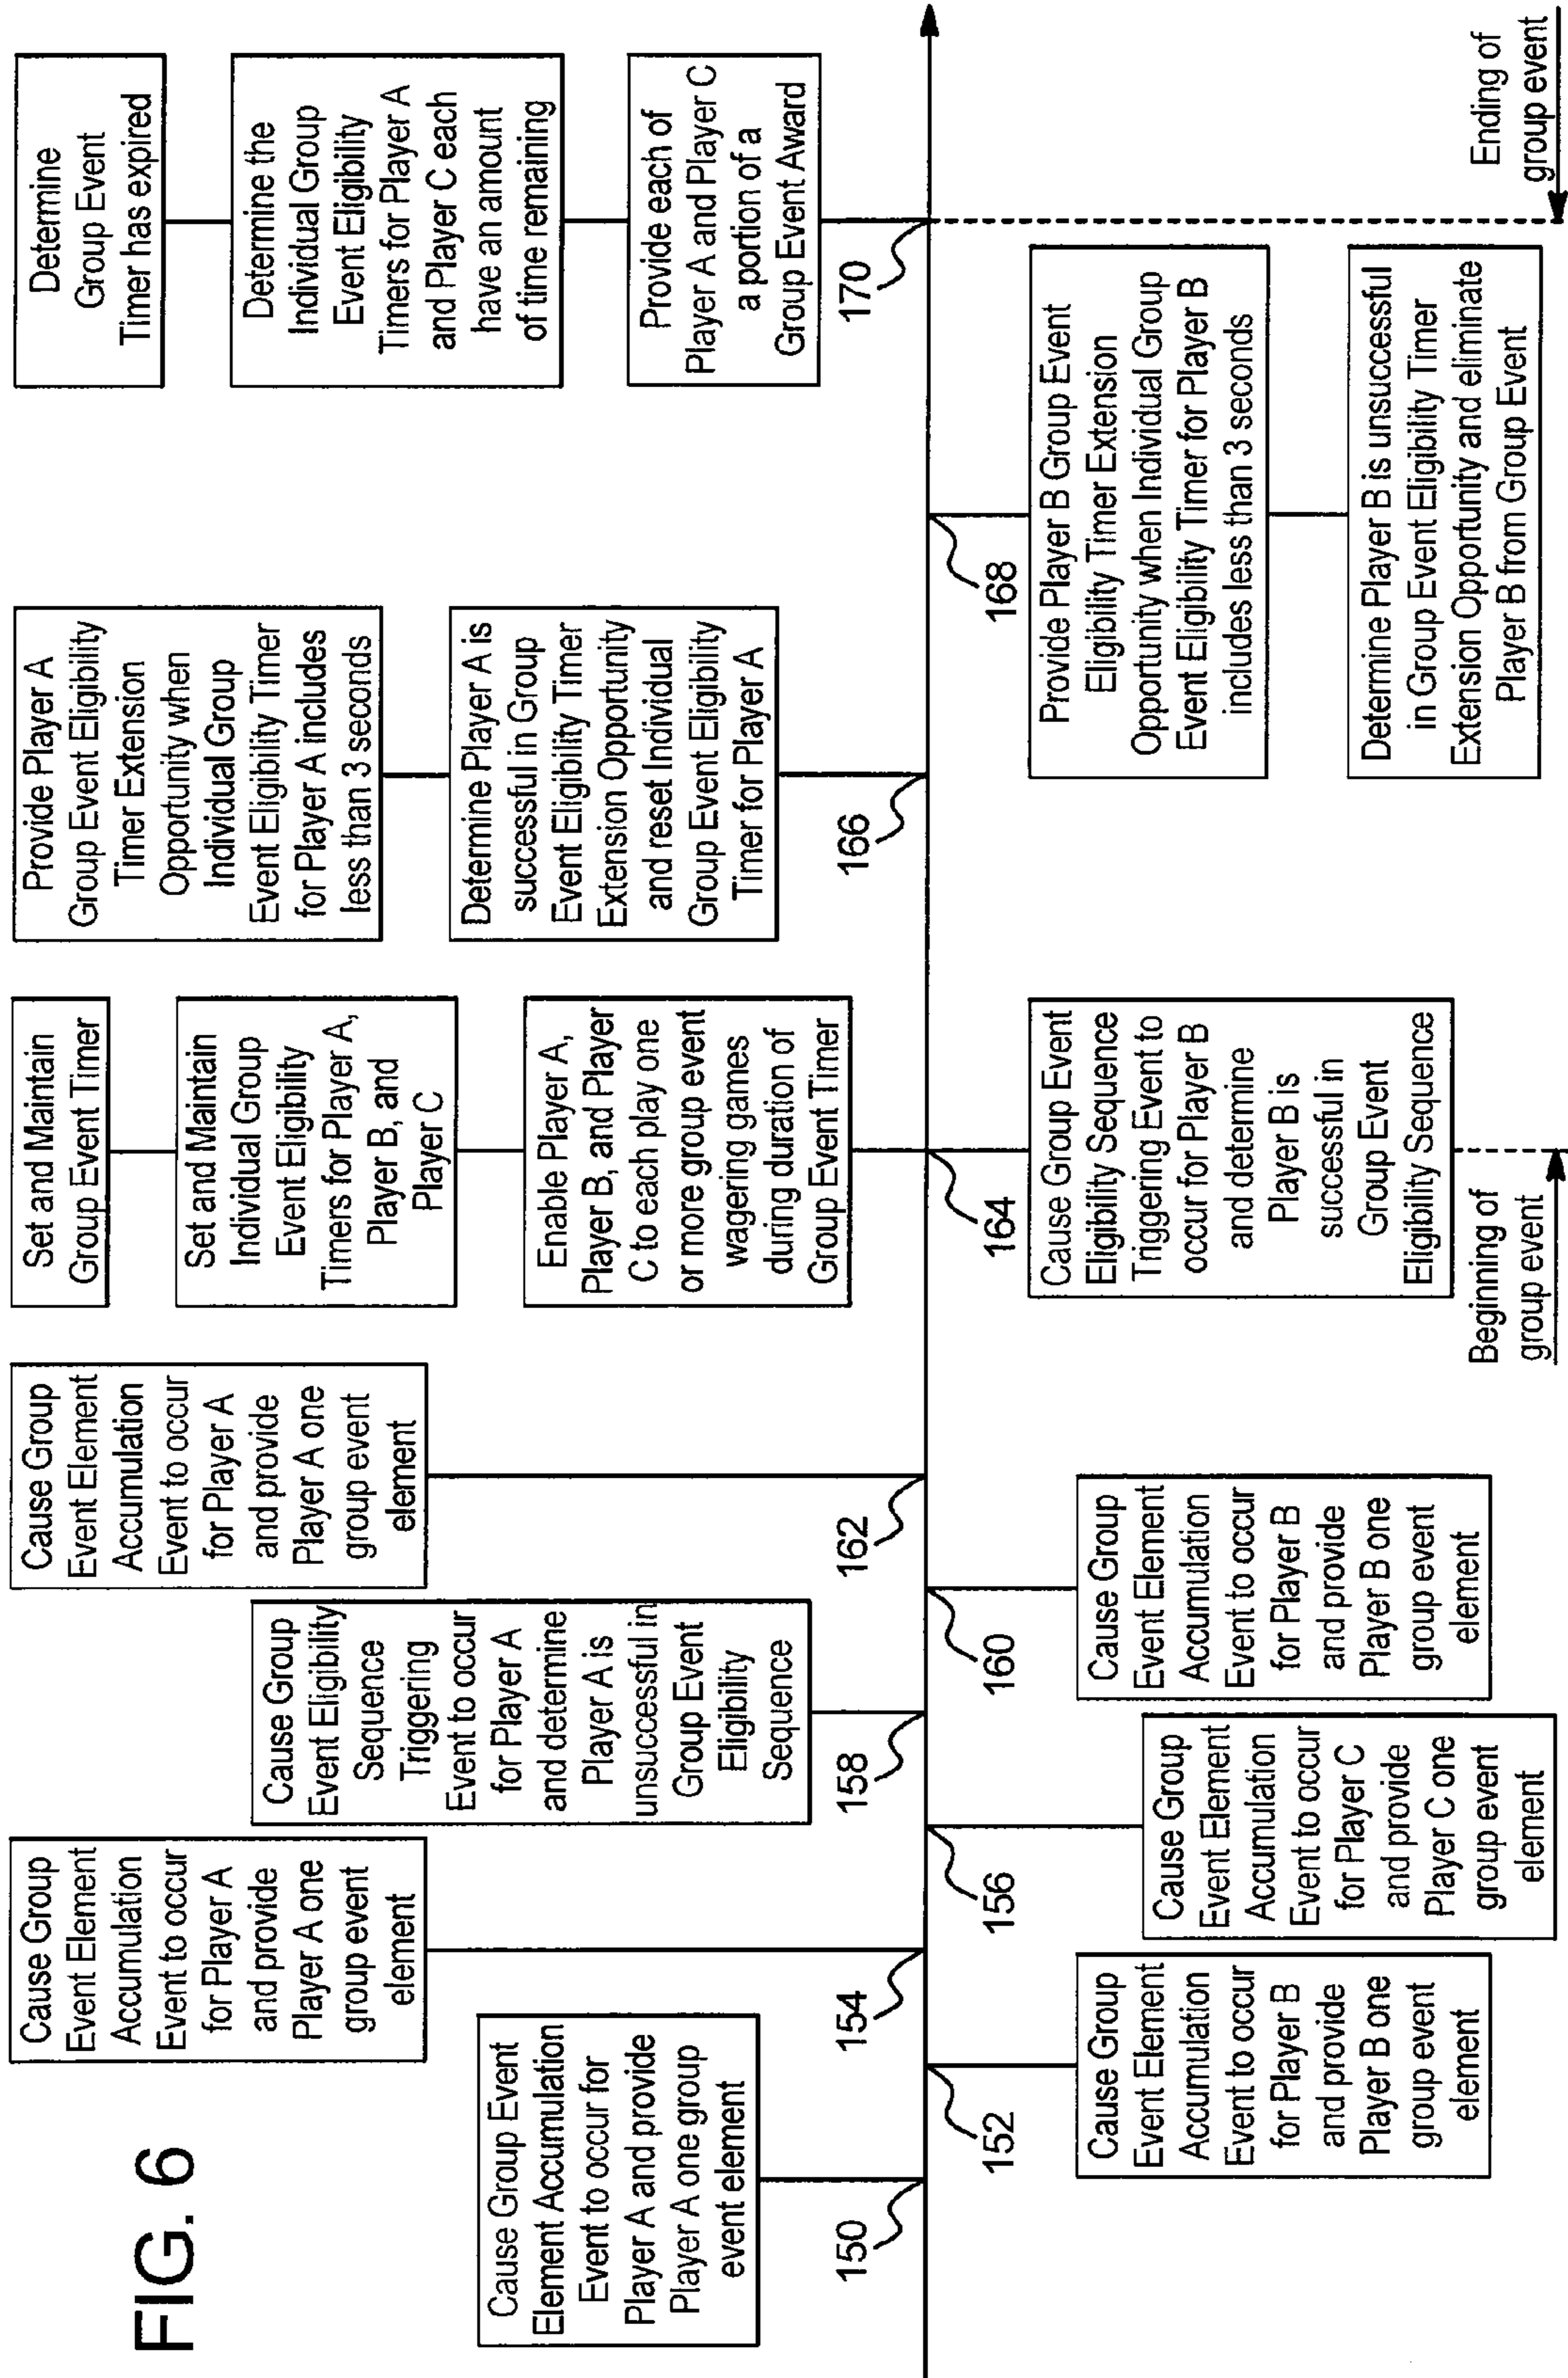 FIG. 6
Cause Group Event
Element Accumulation
Event to occur for
Player A and provide
Player A one group
event element
150
Cause Group
Event Element
Accumulation
Event to occur
for Player B
and provide
Player B one
group event
element
152
Cause Group
Event Element
Accumulation
Event to occur
for Player A
and provide
Player A one
group event
element
154
Cause Group
Event Element
Accumulation
Event to occur
for Player C
and provide
Player C one
group event
element
156
Cause Group
Event Eligibility
Sequence
Triggering
Event to occur
for Player A
and determine
Player A is
unsuccessful in
Group Event
Eligibility
Sequence
158
Cause Group
Event Element
Accumulation
Event to occur
for Player B
and provide
Player B one
group event
element
160
Cause Group
Event Element
Accumulation
Event to occur
for Player A
and provide
Player A one
group event
element
162
Set and Maintain
Group Event Timer
Set and Maintain
Individual Group
Event Eligibility
Timers for Player A,
Player B, and
Player C
Enable Player A,
Player B, and Player
C to each play one
or more group event
wagering games
during duration of
Group Event Timer
164
Cause Group Event
Eligibility Sequence
Triggering Event to
occur for Player B
and determine
Player B is
successful in
Group Event
Eligibility Sequence
Beginning of
group event
Provide Player A
Group Event Eligibility
Timer Extension
Opportunity when
Individual Group
Event Eligibility Timer
for Player A includes
less than 3 seconds
Determine Player A is
successful in Group
Event Eligibility Timer
Extension Opportunity
and reset Individual
Group Event Eligibility
Timer for Player A
166
168
Provide Player B Group Event
Eligibility Timer Extension
Opportunity when Individual Group
Event Eligibility Timer for Player B
includes less than 3 seconds
Determine Player B is unsuccessful
in Group Event Eligibility Timer
Extension Opportunity and eliminate
Player B from Group Event
Determine
Group Event
Timer has expired
Determine the
Individual Group
Event Eligibility
Timers for Player A
and Player C each
have an amount
of time remaining
Provide each of
Player A and Player C
a portion of a
Group Event Award
170
Ending of
group event